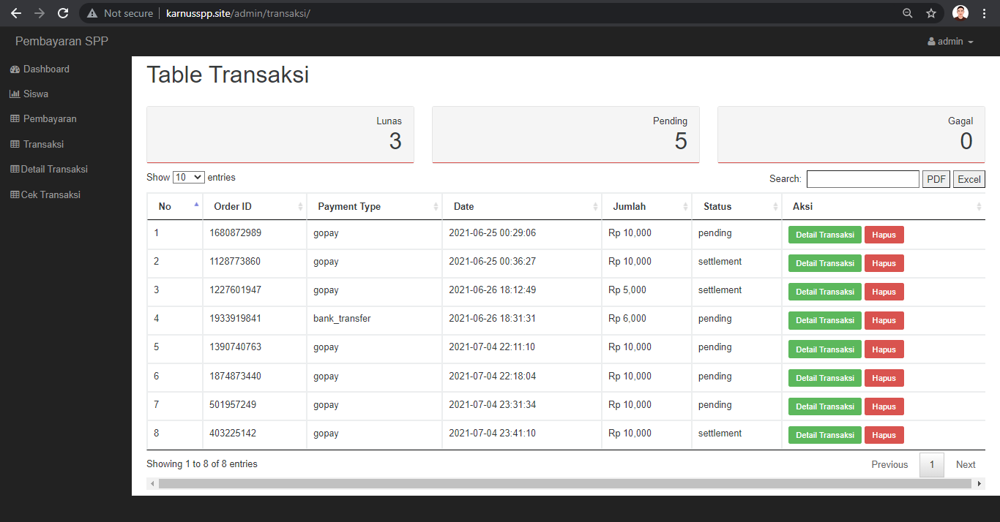 Not secure karnusspp.site/admin/transaksi/
Pembayaran SPP admin
Dashboard
Siswa
Pembayaran
Transaksi
Detail Transaksi
Cek Transaksi
Table Transaksi
Lunas
3
Pending
5
Gagal
0
Show 10 entries Search: PDF Excel
No Order ID Payment Type Date Jumlah Status Aksi
1 1680872989 gopay 2021-06-25 00:29:06 Rp 10,000 pending Detail Transaksi Hapus
2 1128773860 gopay 2021-06-25 00:36:27 Rp 10,000 settlement Detail Transaksi Hapus
3 1227601947 gopay 2021-06-26 18:12:49 Rp 5,000 settlement Detail Transaksi Hapus
4 1933919841 bank_transfer 2021-06-26 18:31:31 Rp 6,000 pending Detail Transaksi Hapus
5 1390740763 gopay 2021-07-04 22:11:10 Rp 10,000 pending Detail Transaksi Hapus
6 1874873440 gopay 2021-07-04 22:18:04 Rp 10,000 pending Detail Transaksi Hapus
7 501957249 gopay 2021-07-04 23:31:34 Rp 10,000 pending Detail Transaksi Hapus
8 403225142 gopay 2021-07-04 23:41:10 Rp 10,000 settlement Detail Transaksi Hapus
Showing 1 to 8 of 8 entries Previous 1 Next